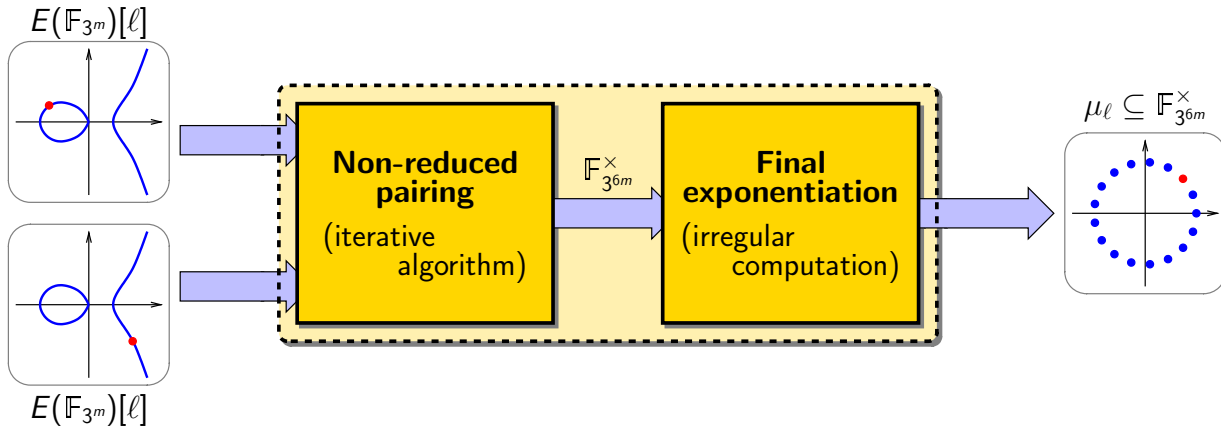 E(𝔽_{3^m})[ℓ]
Non-reduced
pairing
(iterative
algorithm)
𝔽^×_{3^{6m}}
Final
exponentiation
(irregular
computation)
μ_ℓ ⊆ 𝔽^×_{3^{6m}}
E(𝔽_{3^m})[ℓ]